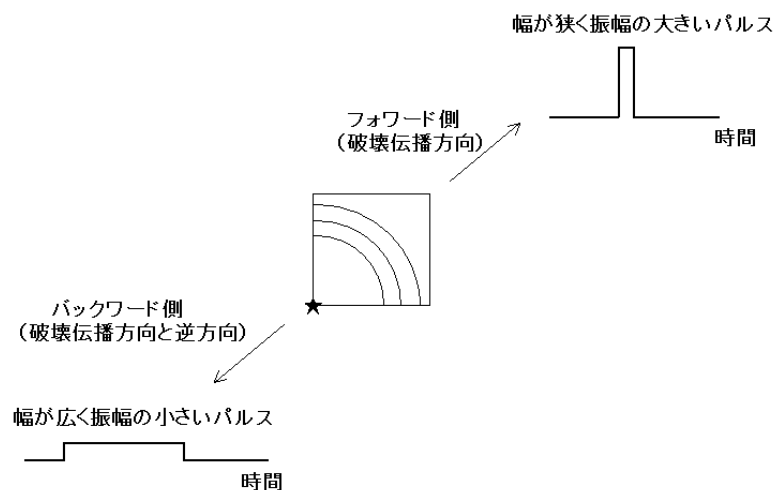 幅が狭く振幅の大きいパルス
フォワード側
（破壊伝播方向）
時間
バックワード側
（破壊伝播方向と逆方向）
幅が広く振幅の小さいパルス
時間